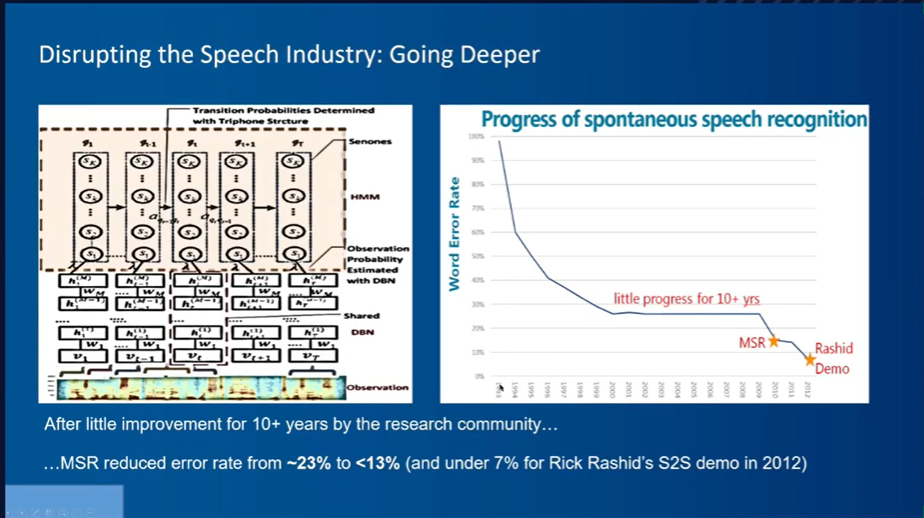 Disrupting the Speech Industry: Going Deeper
Transition Probabilities Determined
with Triphone Strcture
Senones
HMM
Observation
Probability
Estimated
with DBN
Shared
DBN
Observation
Progress of spontaneous speech recognition
Word Error Rate
100%
90%
80%
70%
60%
50%
40%
30%
20%
10%
0%
little progress for 10+ yrs
MSR
Rashid
Demo
1994
1995
1996
1997
1998
1999
2000
2001
2002
2003
2004
2005
2006
2007
2008
2009
2010
2011
2012
After little improvement for 10+ years by the research community…
…MSR reduced error rate from ~23% to <13% (and under 7% for Rick Rashid's S2S demo in 2012)